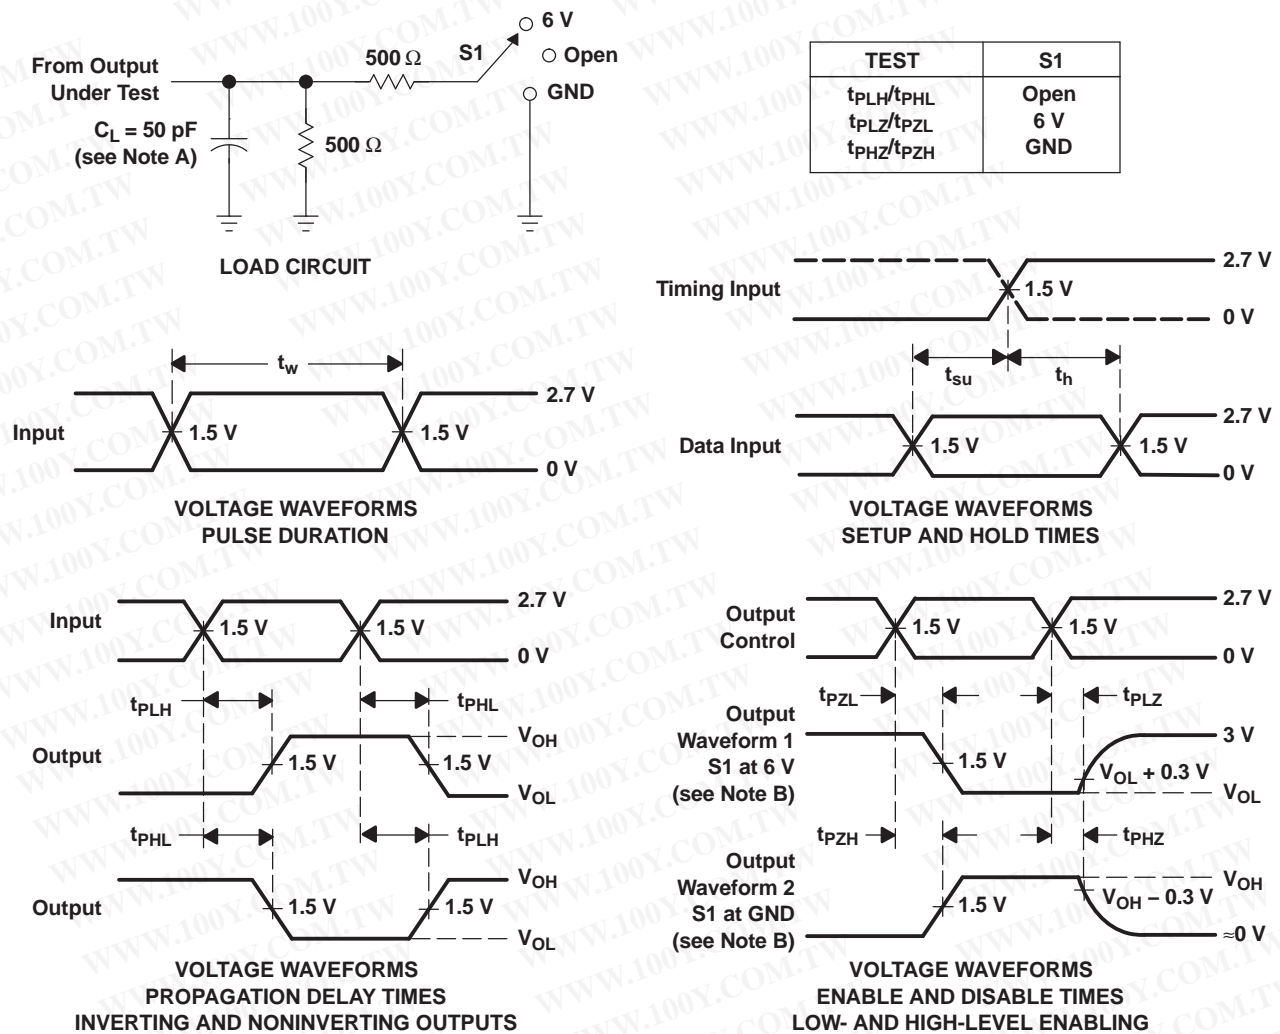 6 V
S1
Open
GND
500 Ω
From Output
Under Test
C_L = 50 pF
(see Note A)
500 Ω
LOAD CIRCUIT
TEST S1
t_PLH/t_PHL Open
t_PLZ/t_PZL 6 V
t_PHZ/t_PZH GND
t_w
Input
2.7 V
1.5 V
1.5 V
0 V
VOLTAGE WAVEFORMS
PULSE DURATION
Timing Input
2.7 V
1.5 V
0 V
t_su
t_h
Data Input
2.7 V
1.5 V
1.5 V
0 V
VOLTAGE WAVEFORMS
SETUP AND HOLD TIMES
Input
2.7 V
1.5 V
1.5 V
0 V
t_PLH
t_PHL
Output
V_OH
1.5 V
1.5 V
V_OL
t_PHL
t_PLH
Output
V_OH
1.5 V
1.5 V
V_OL
VOLTAGE WAVEFORMS
PROPAGATION DELAY TIMES
INVERTING AND NONINVERTING OUTPUTS
Output
Control
2.7 V
1.5 V
1.5 V
0 V
t_PZL
t_PLZ
Output
Waveform 1
S1 at 6 V
(see Note B)
3 V
1.5 V
V_OL + 0.3 V
V_OL
t_PZH
t_PHZ
Output
Waveform 2
S1 at GND
(see Note B)
V_OH
1.5 V
V_OH − 0.3 V
≈0 V
VOLTAGE WAVEFORMS
ENABLE AND DISABLE TIMES
LOW- AND HIGH-LEVEL ENABLING
WWW.100Y.COM.TW